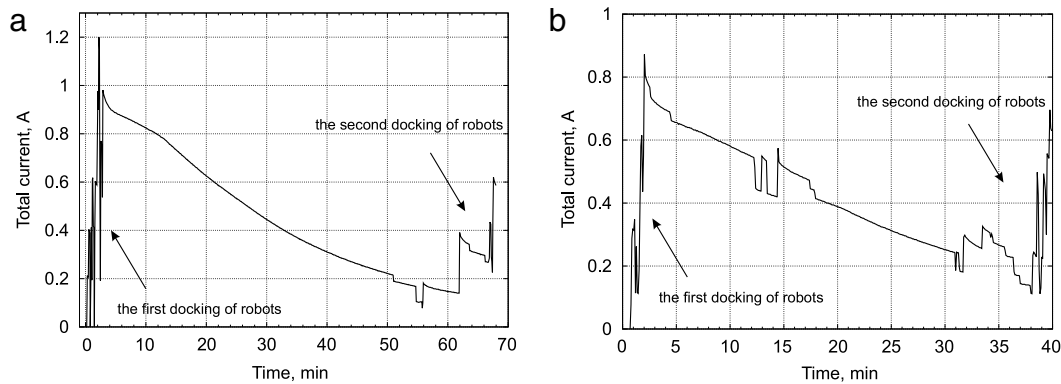 a
1.2
1
0.8
0.6
0.4
0.2
0
Total current, A
the second docking of robots
the first docking of robots
0 10 20 30 40 50 60 70
Time, min
b
1
0.8
0.6
0.4
0.2
0
Total current, A
the second docking of robots
the first docking of robots
0 5 10 15 20 25 30 35 40
Time, min